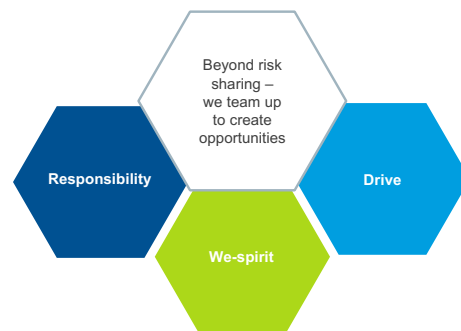 Beyond risk
sharing –
we team up
to create
opportunities
Responsibility
Drive
We-spirit